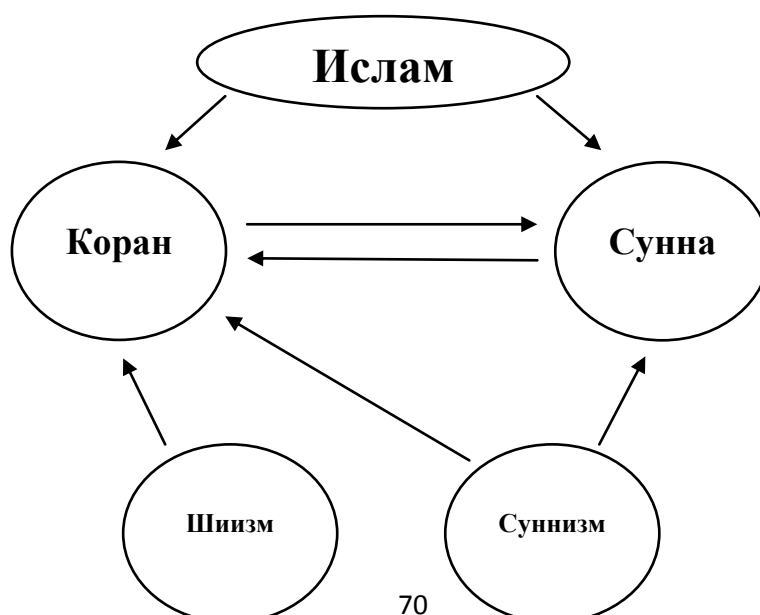 Ислам
Коран
Сунна
Шиизм
Суннизм
70